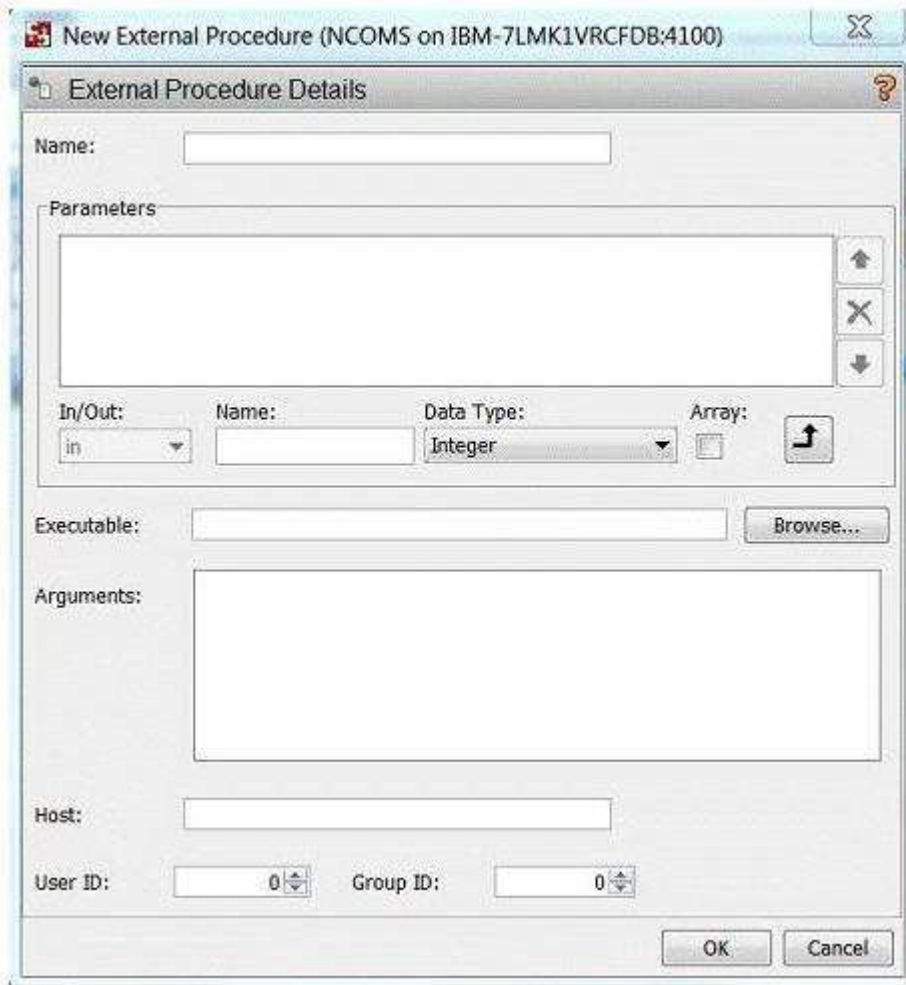 New External Procedure (NCOMS on IBM-7LMK1VRCFDB:4100)
External Procedure Details
Name:
Parameters
In/Out: Name: Data Type: Array:
in Integer
Executable: Browse...
Arguments:
Host:
User ID: 0 Group ID: 0
OK Cancel